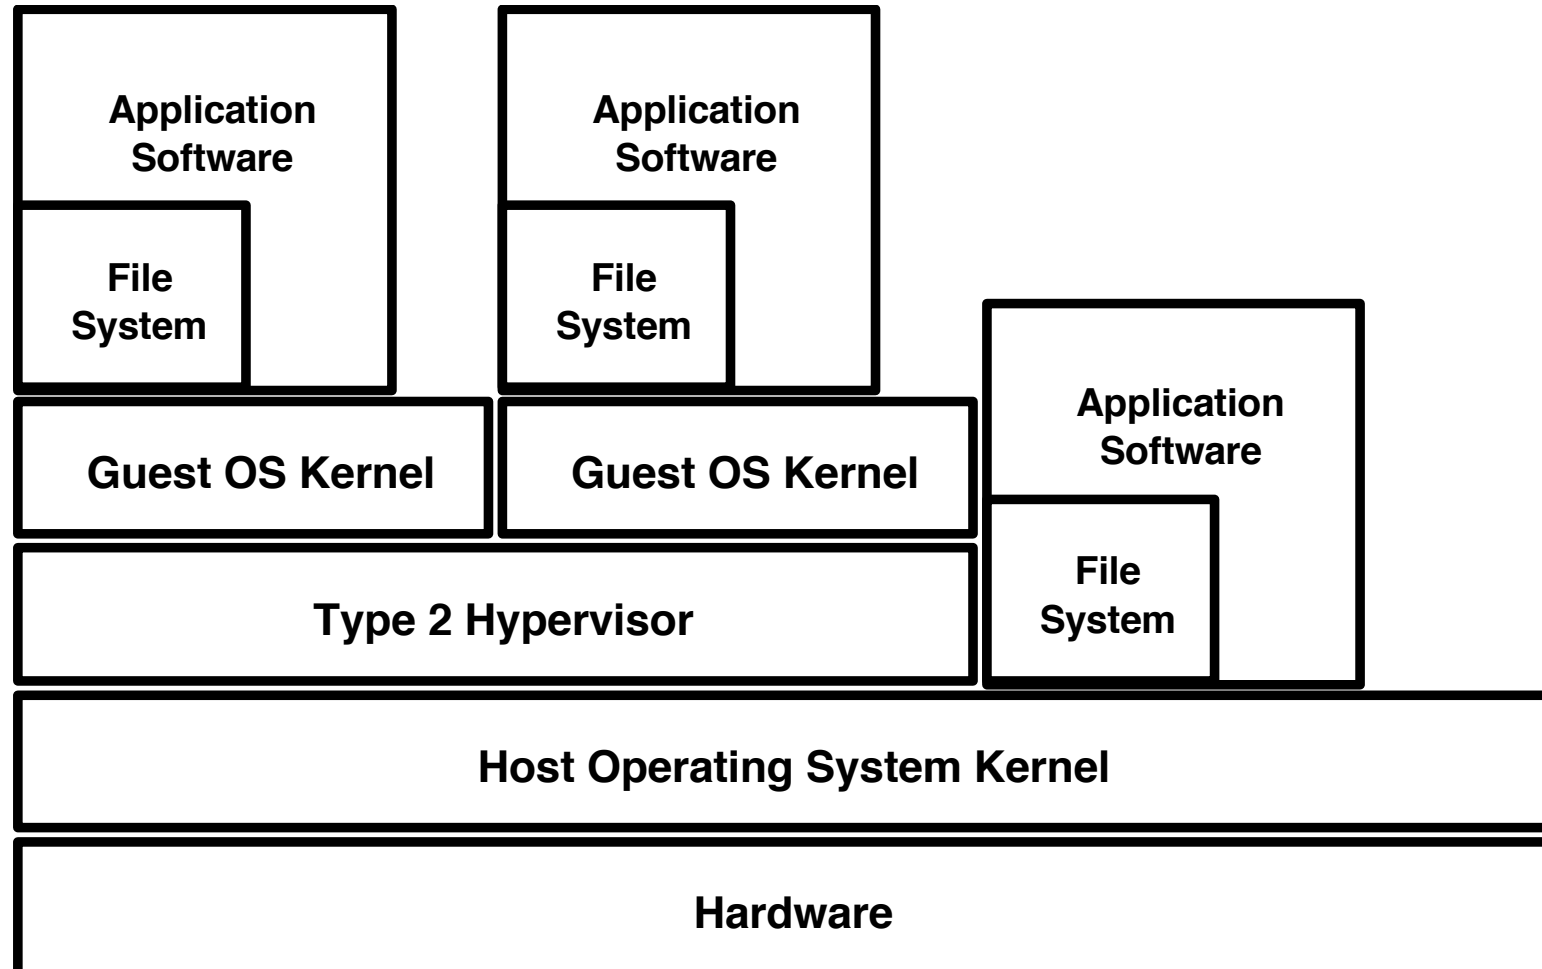 Application
Software
File
System
Application
Software
File
System
Application
Software
File
System
Guest OS Kernel
Guest OS Kernel
Type 2 Hypervisor
Host Operating System Kernel
Hardware